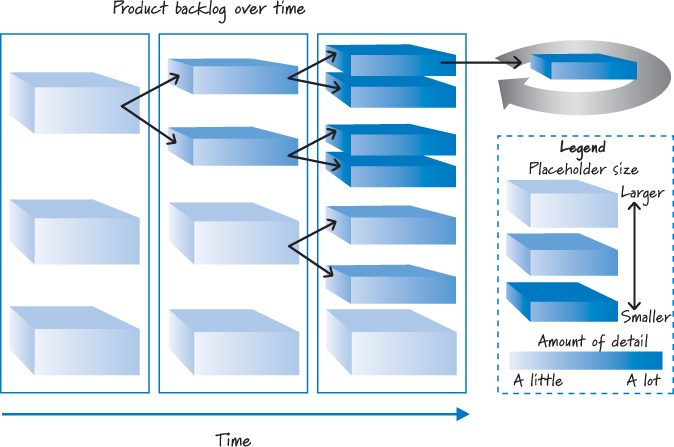 Product backlog over time
Legend
Placeholder size
Larger
Smaller
Amount of detail
A little
A lot
Time